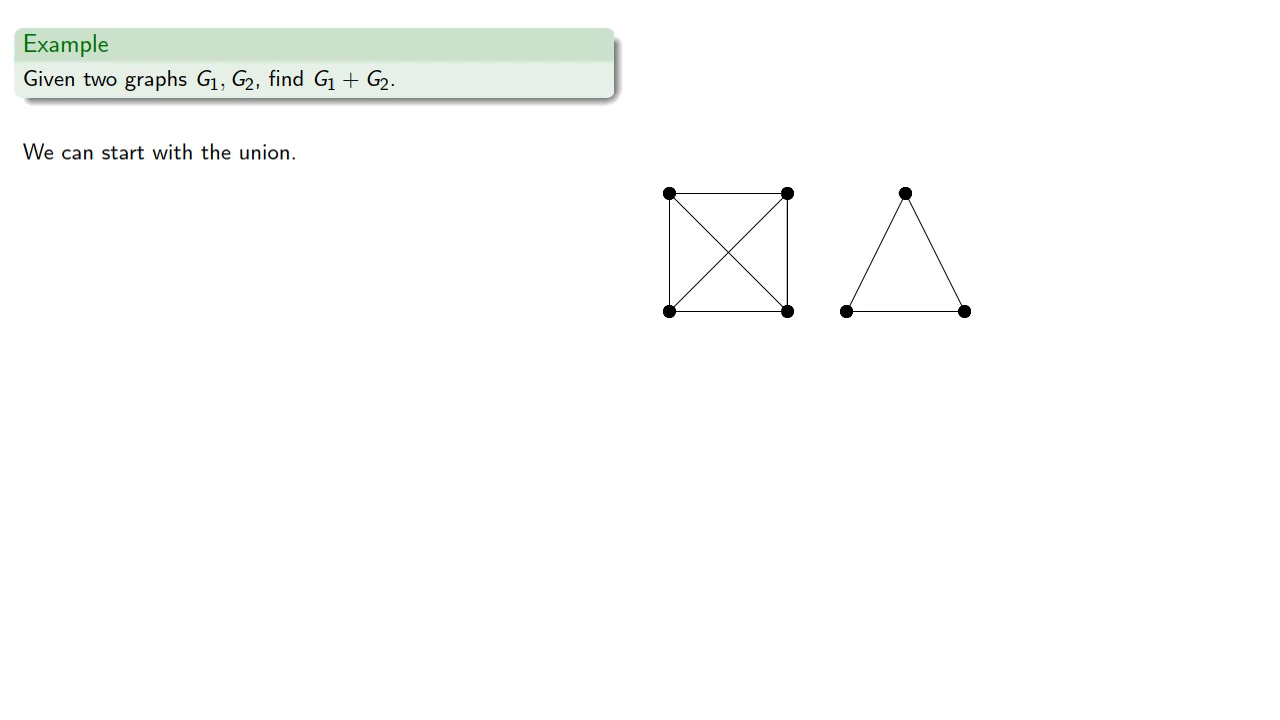 Example
Given two graphs G₁, G₂, find G₁ + G₂.
We can start with the union.